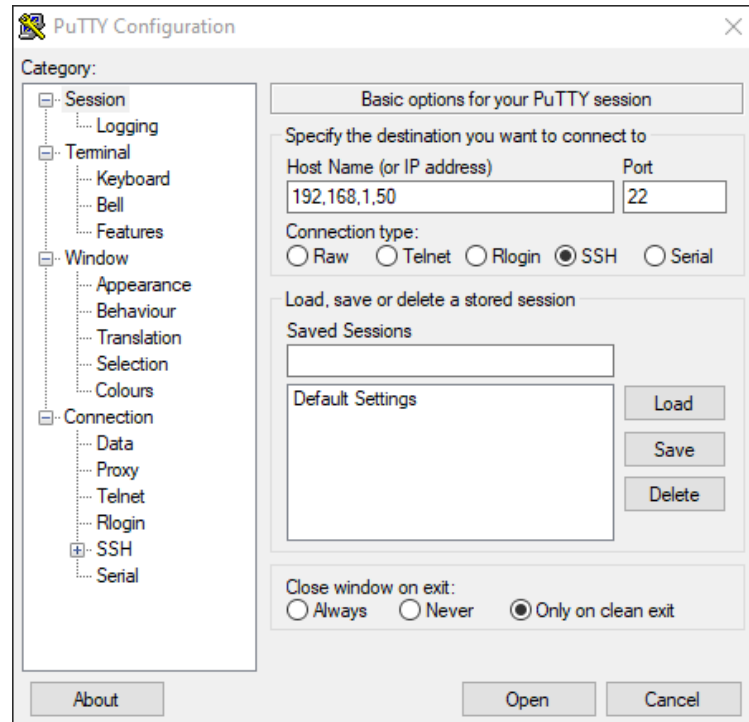 PuTTY Configuration
Category:
Session
Logging
Terminal
Keyboard
Bell
Features
Window
Appearance
Behaviour
Translation
Selection
Colours
Connection
Data
Proxy
Telnet
Rlogin
SSH
Serial
Basic options for your PuTTY session
Specify the destination you want to connect to
Host Name (or IP address) Port
192,168,1,50 22
Connection type:
Raw Telnet Rlogin SSH Serial
Load, save or delete a stored session
Saved Sessions
Default Settings
Load
Save
Delete
Close window on exit:
Always Never Only on clean exit
About Open Cancel